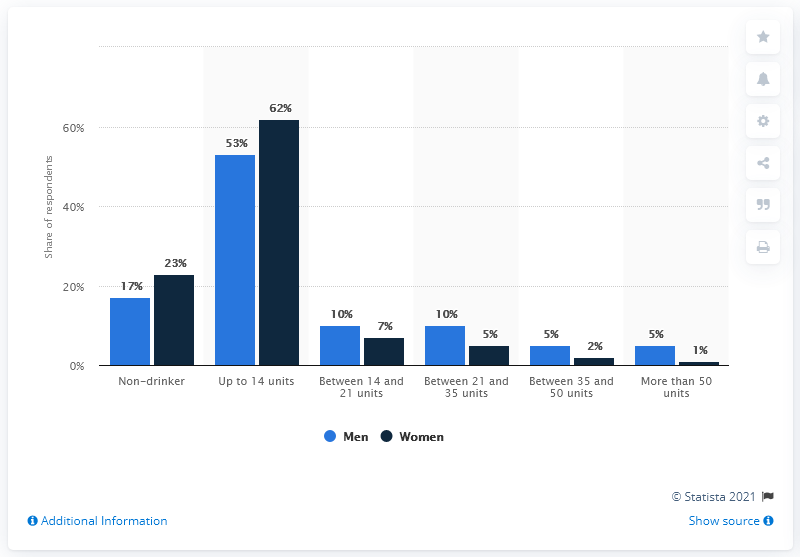 62%
53%
23%
17%
10%
7%
10%
5%
5%
2%
5%
1%
60%
40%
20%
0%
Share of respondents
Non-drinker
Up to 14 units
Between 14 and
21 units
Between 21 and
35 units
Between 35 and
50 units
More than 50
units
Men
Women
© Statista 2021
Additional Information
Show source